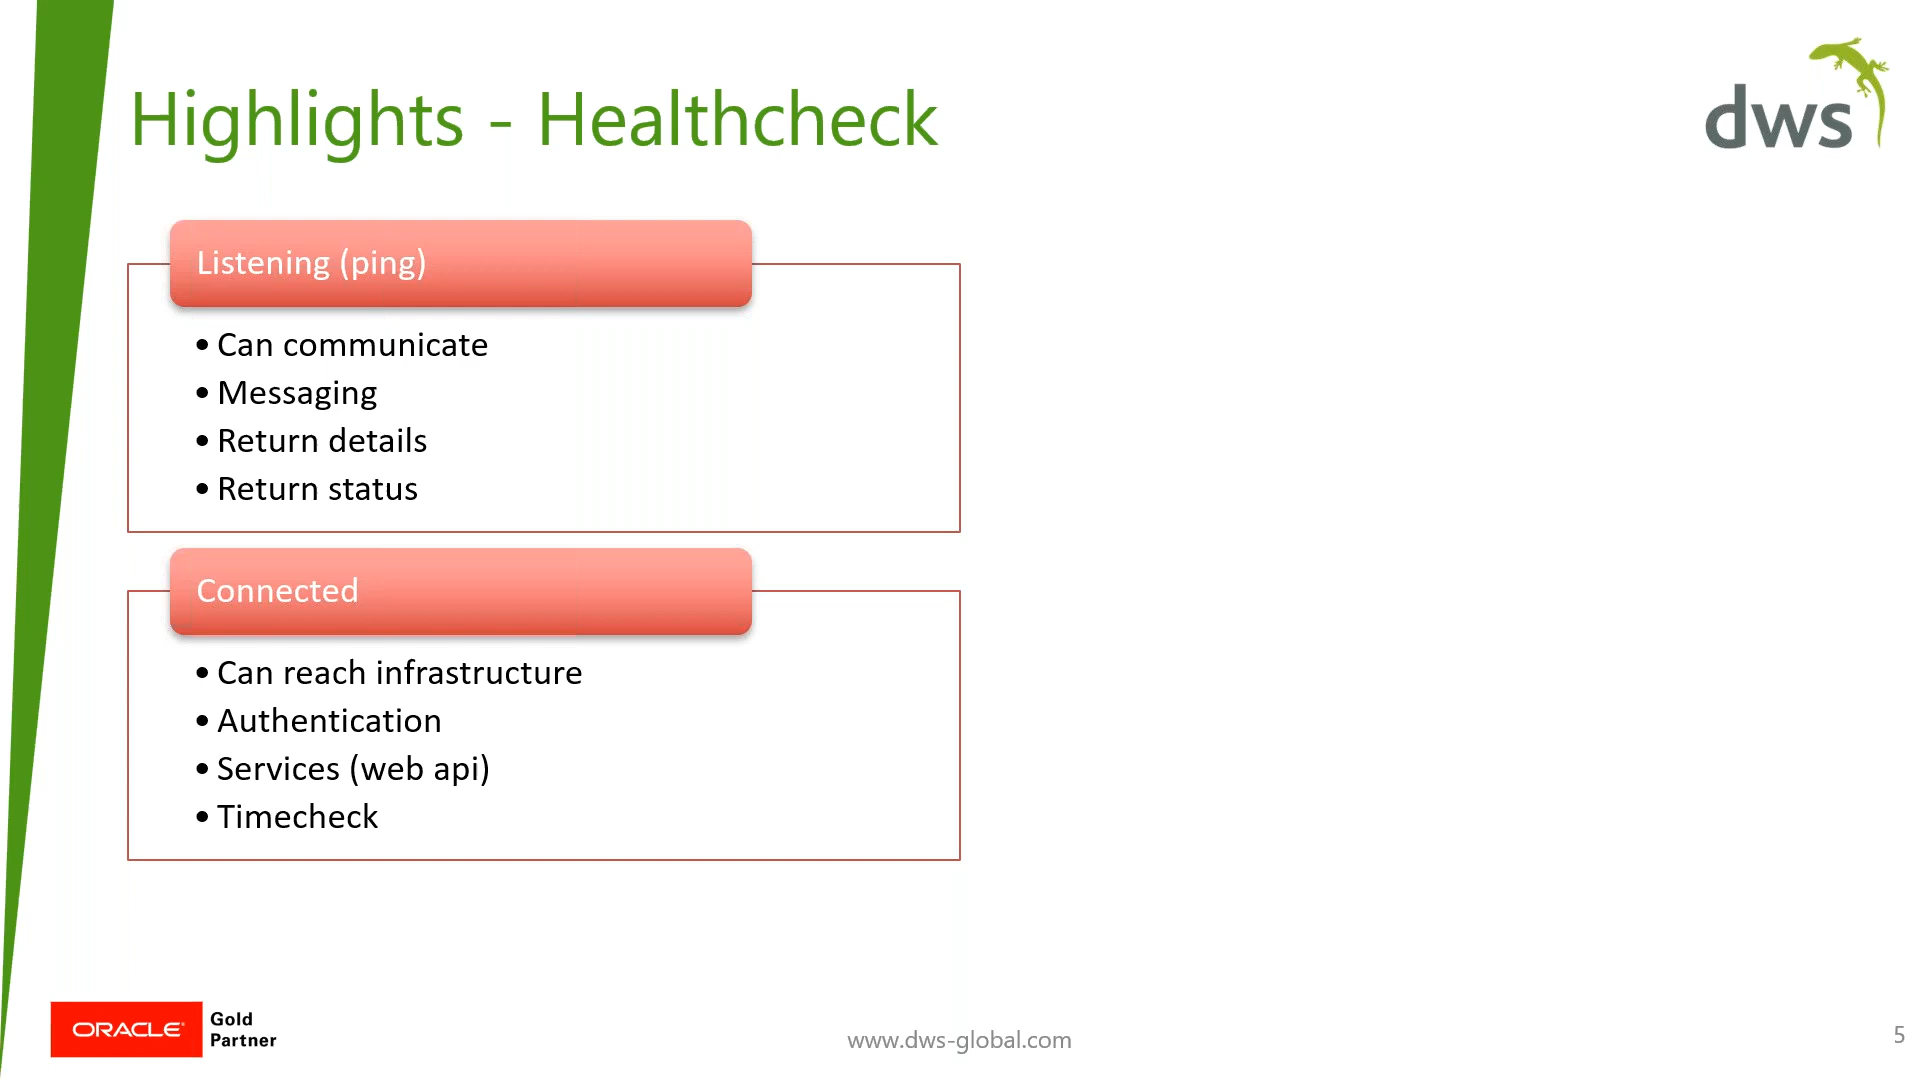 Highlights - Healthcheck
dws
Listening (ping)
• Can communicate
• Messaging
• Return details
• Return status
Connected
• Can reach infrastructure
• Authentication
• Services (web api)
• Timecheck
ORACLE®
Gold
Partner
www.dws-global.com
5